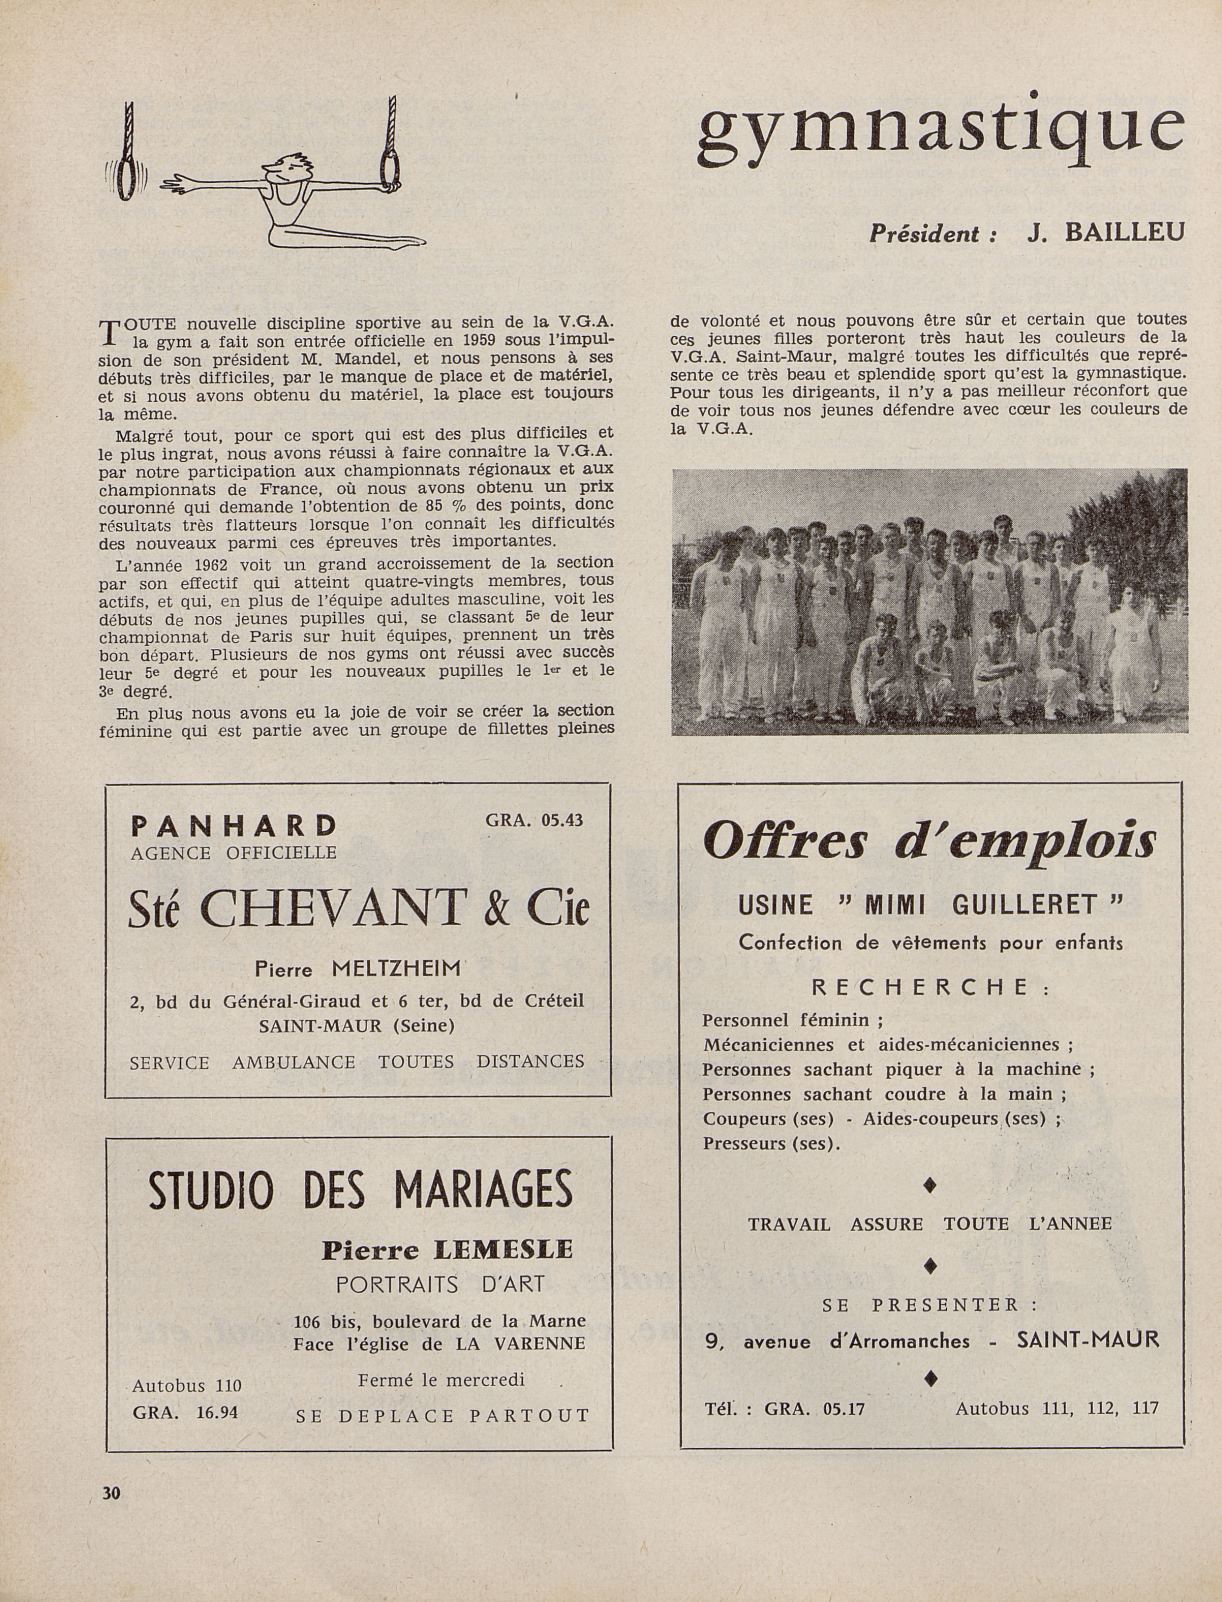 gymnastique
Président : J. BAILLEU
TOUTE nouvelle discipline sportive au sein de la V.G.A.
la gym a fait son entrée officielle en 1959 sous l'impul-
sion de son président M. Mandel, et nous pensons à ses
débuts très difficiles, par le manque de place et de matériel,
et si nous avons obtenu du matériel, la place est toujours
la même.
Malgré tout, pour ce sport qui est des plus difficiles et
le plus ingrat, nous avons réussi à faire connaître la V.G.A.
par notre participation aux championnats régionaux et aux
championnats de France, où nous avons obtenu un prix
couronné qui demande l'obtention de 85 % des points, donc
résultats très flatteurs lorsque l'on connaît les difficultés
des nouveaux parmi ces épreuves très importantes.
L'année 1962 voit un grand accroissement de la section
par son effectif qui atteint quatre-vingts membres, tous
actifs, et qui, en plus de l'équipe adultes masculine, voit les
débuts de nos jeunes pupilles qui, se classant 5e de leur
championnat de Paris sur huit équipes, prennent un très
bon départ. Plusieurs de nos gyms ont réussi avec succès
leur 5e degré et pour les nouveaux pupilles le 1er et le
3e degré.
En plus nous avons eu la joie de voir se créer la section
féminine qui est partie avec un groupe de fillettes pleines
de volonté et nous pouvons être sûr et certain que toutes
ces jeunes filles porteront très haut les couleurs de la
V.G.A. Saint-Maur, malgré toutes les difficultés que repré-
sente ce très beau et splendide sport qu'est la gymnastique.
Pour tous les dirigeants, il n'y a pas meilleur réconfort que
de voir tous nos jeunes défendre avec cœur les couleurs de
la V.G.A.
PANHARD GRA. 05.43
AGENCE OFFICIELLE
Sté CHEVANT & Cie
Pierre MELTZHEIM
2, bd du Général-Giraud et 6 ter, bd de Créteil
SAINT-MAUR (Seine)
SERVICE AMBULANCE TOUTES DISTANCES
STUDIO DES MARIAGES
Pierre LEMESLE
PORTRAITS D'ART
106 bis, boulevard de la Marne
Face l'église de LA VARENNE
Autobus 110 Fermé le mercredi
GRA. 16.94 SE DEPLACE PARTOUT
Offres d'emplois
USINE " MIMI GUILLERET "
Confection de vêtements pour enfants
RECHERCHE :
Personnel féminin ;
Mécaniciennes et aides-mécaniciennes ;
Personnes sachant piquer à la machine ;
Personnes sachant coudre à la main ;
Coupeurs (ses) - Aides-coupeurs (ses) ;
Presseurs (ses).
TRAVAIL ASSURE TOUTE L'ANNEE
SE PRESENTER :
9, avenue d'Arromanches - SAINT-MAUR
Tél. : GRA. 05.17 Autobus 111, 112, 117
30